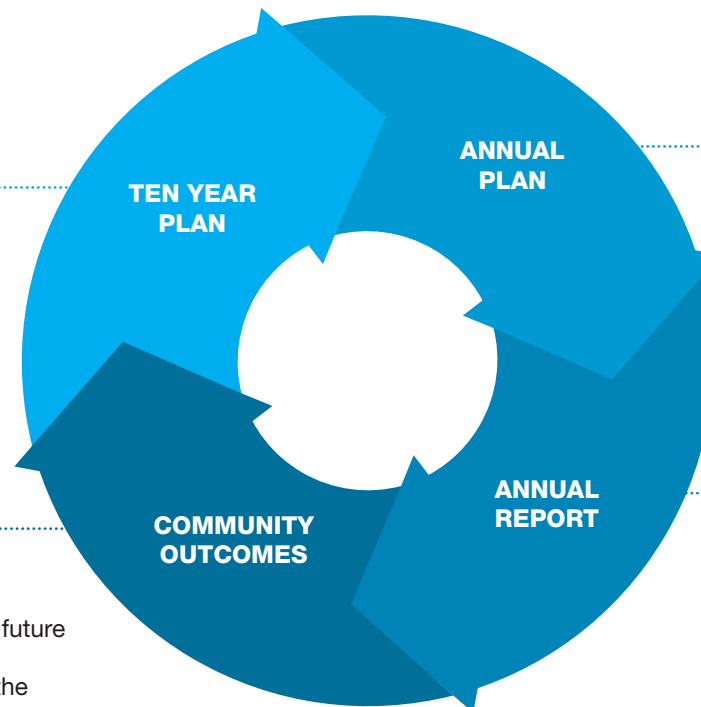 ANNUAL
PLAN
TEN YEAR
PLAN
ANNUAL
REPORT
COMMUNITY
OUTCOMES
future
the